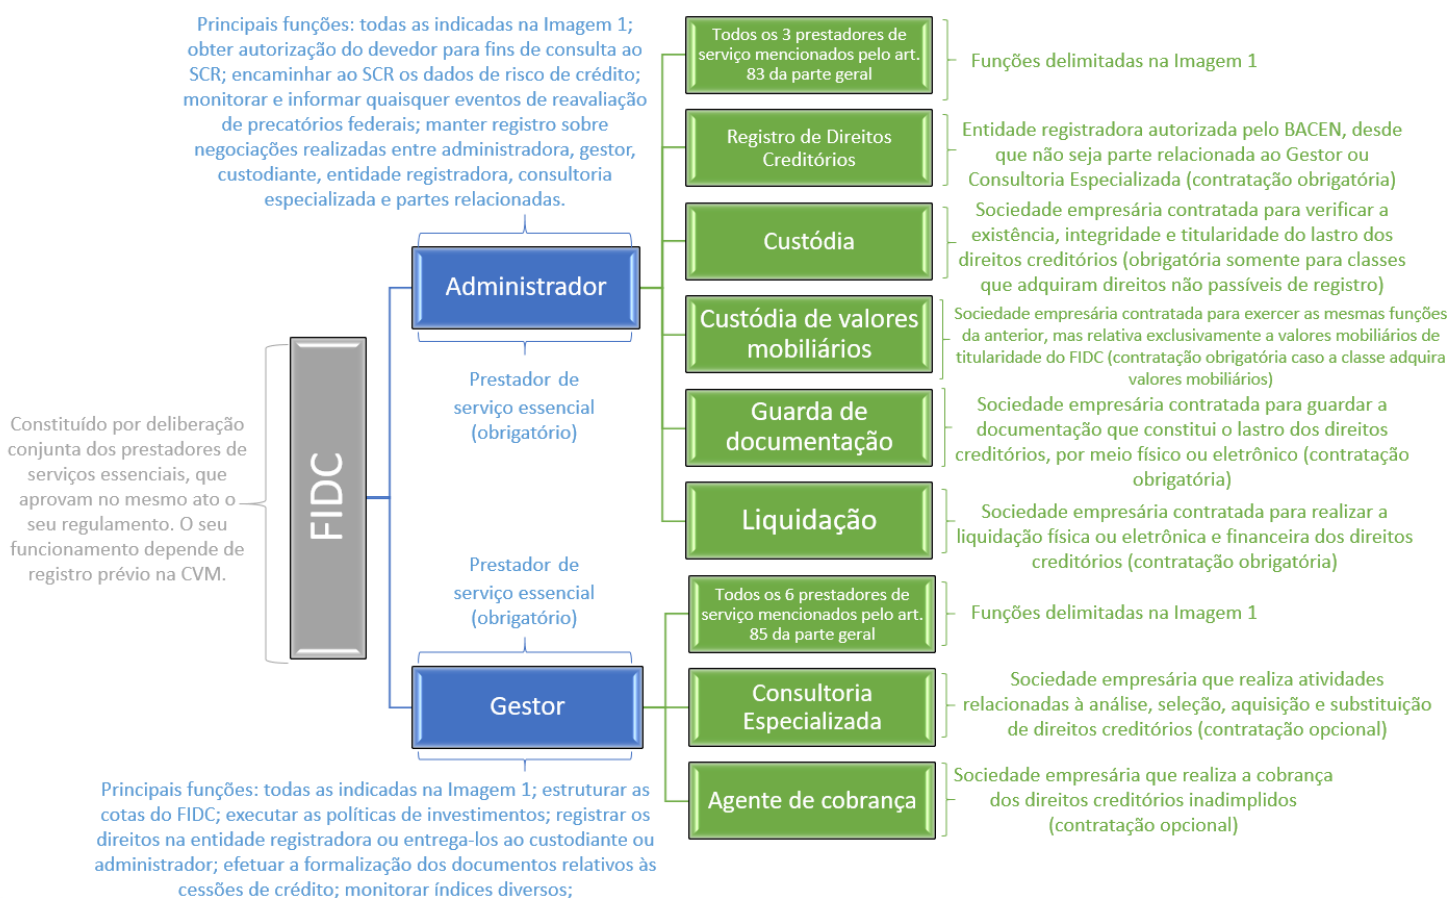 Principais funções: todas as indicadas na Imagem 1;
obter autorização do devedor para fins de consulta ao
SCR; encaminhar ao SCR os dados de risco de crédito;
monitorar e informar quaisquer eventos de reavaliação
de precatórios federais; manter registro sobre
negociações realizadas entre administradora, gestor,
custodiante, entidade registradora, consultoria
especializada e partes relacionadas.
Administrador
Prestador de
serviço essencial
(obrigatório)
Constituído por deliberação
conjunta dos prestadores de
serviços essenciais, que
aprovam no mesmo ato o
seu regulamento. O seu
funcionamento depende de
registro prévio na CVM.
FIDC
Prestador de
serviço essencial
(obrigatório)
Gestor
Principais funções: todas as indicadas na Imagem 1; estruturar as
cotas do FIDC; executar as políticas de investimentos; registrar os
direitos na entidade registradora ou entrega-los ao custodiante ou
administrador; efetuar a formalização dos documentos relativos às
cessões de crédito; monitorar índices diversos;
Todos os 3 prestadores de
serviço mencionados pelo art.
83 da parte geral
Funções delimitadas na Imagem 1
Registro de Direitos
Creditórios
Entidade registradora autorizada pelo BACEN, desde
que não seja parte relacionada ao Gestor ou
Consultoria Especializada (contratação obrigatória)
Custódia
Sociedade empresária contratada para verificar a
existência, integridade e titularidade do lastro dos
direitos creditórios (obrigatória somente para classes
que adquiram direitos não passíveis de registro)
Custódia de valores
mobiliários
Sociedade empresária contratada para exercer as mesmas funções
da anterior, mas relativa exclusivamente a valores mobiliários de
titularidade do FIDC (contratação obrigatória caso a classe adquira
valores mobiliários)
Guarda de
documentação
Sociedade empresária contratada para guardar a
documentação que constitui o lastro dos direitos
creditórios, por meio físico ou eletrônico (contratação
obrigatória)
Liquidação
Sociedade empresária contratada para realizar a
liquidação física ou eletrônica e financeira dos direitos
creditórios (contratação obrigatória)
Todos os 6 prestadores de
serviço mencionados pelo art.
85 da parte geral
Funções delimitadas na Imagem 1
Consultoria
Especializada
Sociedade empresária que realiza atividades
relacionadas à análise, seleção, aquisição e substituição
de direitos creditórios (contratação opcional)
Agente de cobrança
Sociedade empresária que realiza a cobrança
dos direitos creditórios inadimplidos
(contratação opcional)